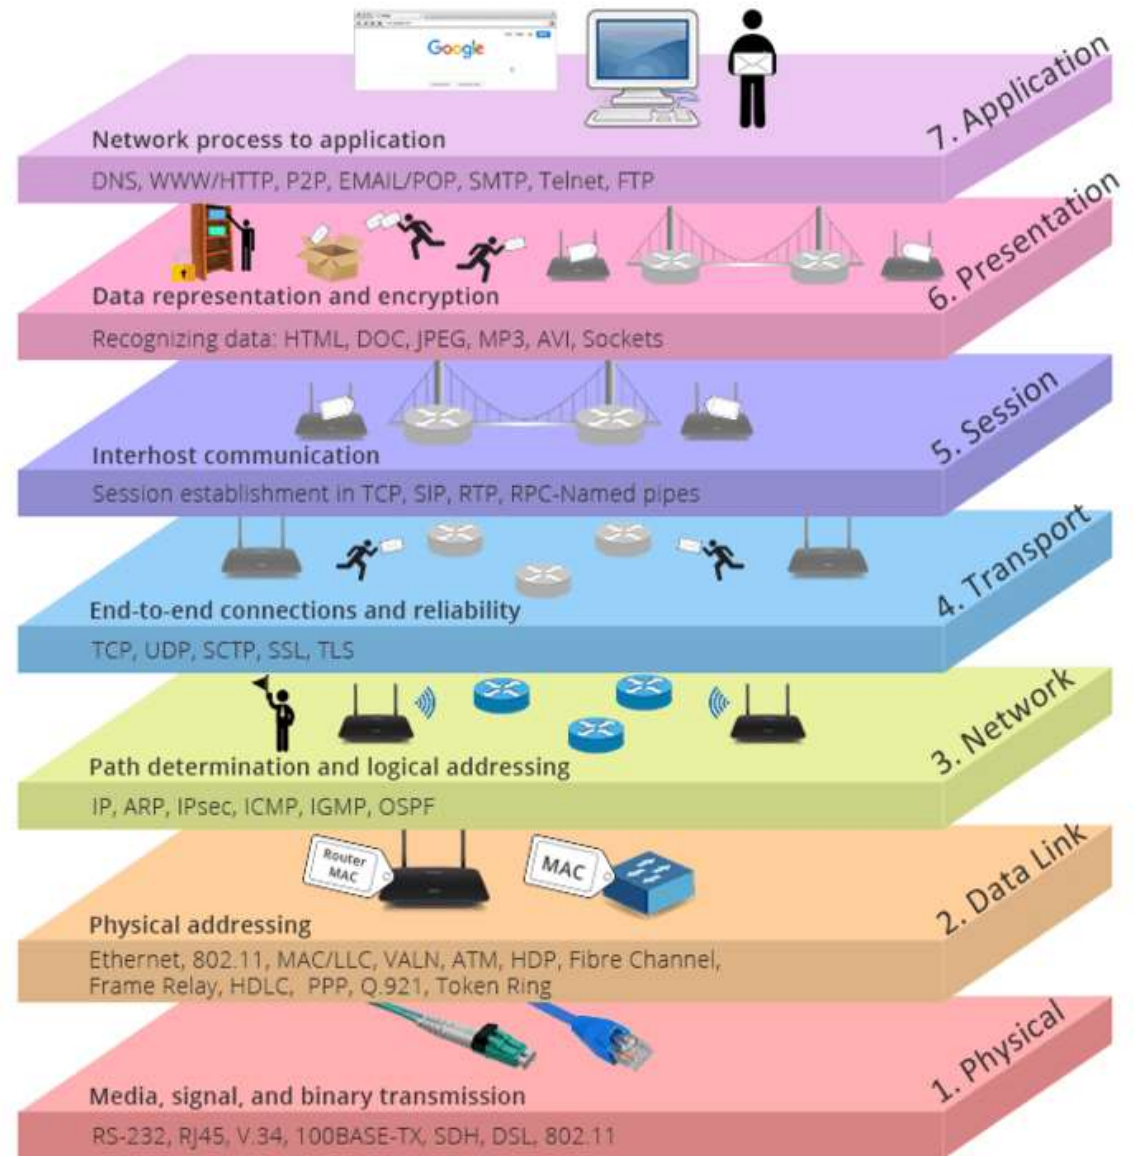 Google
7. Application
Network process to application
DNS, WWW/HTTP, P2P, EMAIL/POP, SMTP, Telnet, FTP
6. Presentation
Data representation and encryption
Recognizing data: HTML, DOC, JPEG, MP3, AVI, Sockets
5. Session
Interhost communication
Session establishment in TCP, SIP, RTP, RPC-Named pipes
4. Transport
End-to-end connections and reliability
TCP, UDP, SCTP, SSL, TLS
3. Network
Path determination and logical addressing
IP, ARP, IPsec, ICMP, IGMP, OSPF
Router
MAC
MAC
2. Data Link
Physical addressing
Ethernet, 802.11, MAC/LLC, VALN, ATM, HDP, Fibre Channel,
Frame Relay, HDLC, PPP, Q.921, Token Ring
1. Physical
Media, signal, and binary transmission
RS-232, RJ45, V.34, 100BASE-TX, SDH, DSL, 802.11